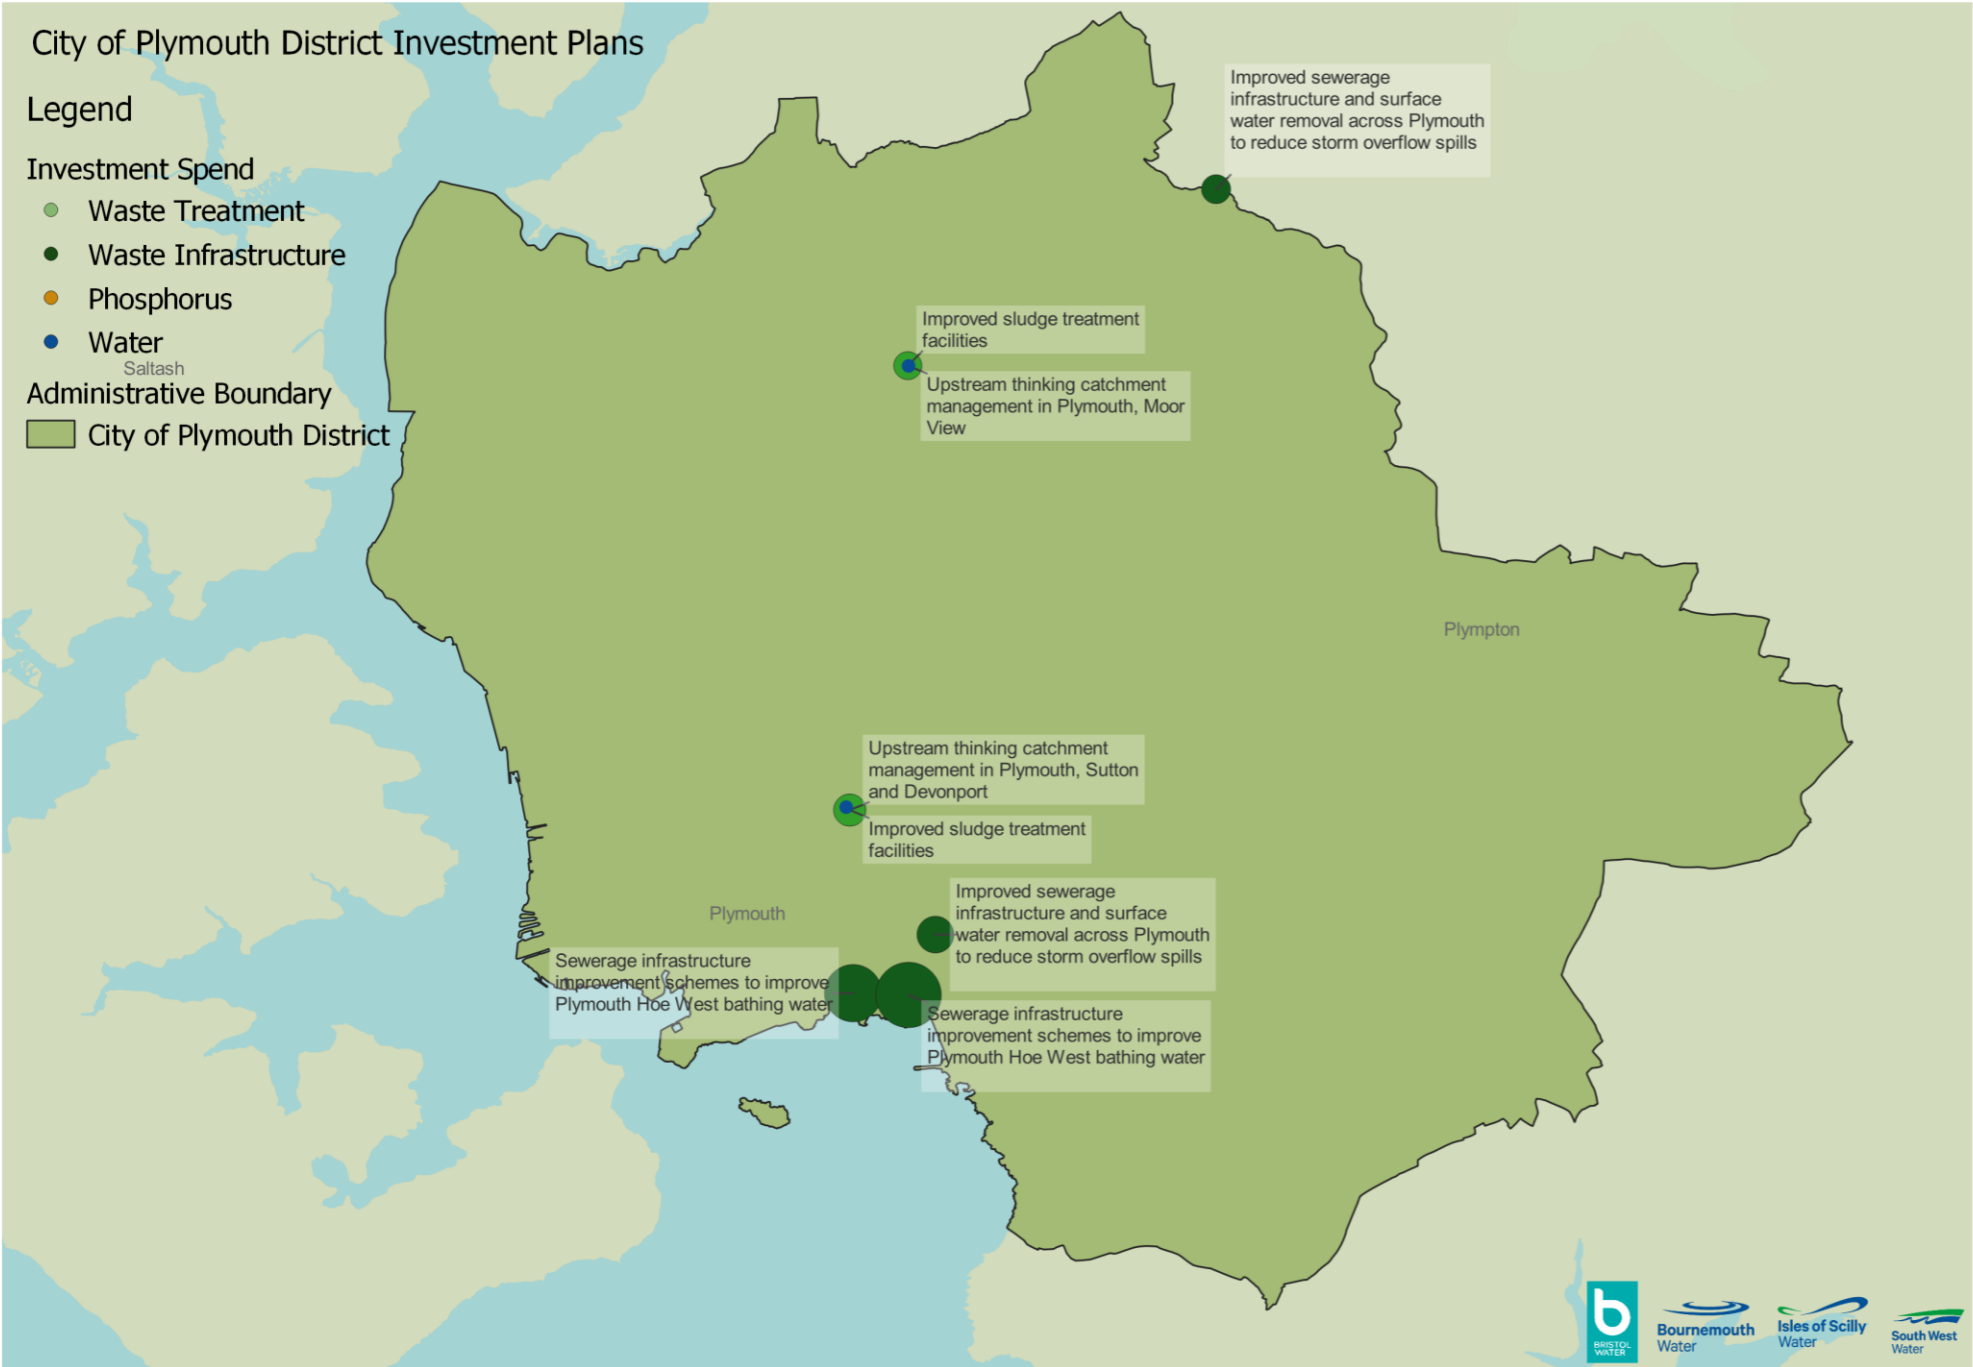 City of Plymouth District Investment Plans
Legend
Investment Spend
Waste Treatment
Waste Infrastructure
Phosphorus
Water
Saltash
Administrative Boundary
City of Plymouth District
Improved sewerage
infrastructure and surface
water removal across Plymouth
to reduce storm overflow spills
Improved sludge treatment
facilities
Upstream thinking catchment
management in Plymouth, Moor
View
Plympton
Upstream thinking catchment
management in Plymouth, Sutton
and Devonport
Improved sludge treatment
facilities
Plymouth
Improved sewerage
infrastructure and surface
water removal across Plymouth
to reduce storm overflow spills
Sewerage infrastructure
improvement schemes to improve
Plymouth Hoe West bathing water
Sewerage infrastructure
improvement schemes to improve
Plymouth Hoe West bathing water
b
BRISTOL
WATER
Bournemouth
Water
Isles of Scilly
Water
South West
Water